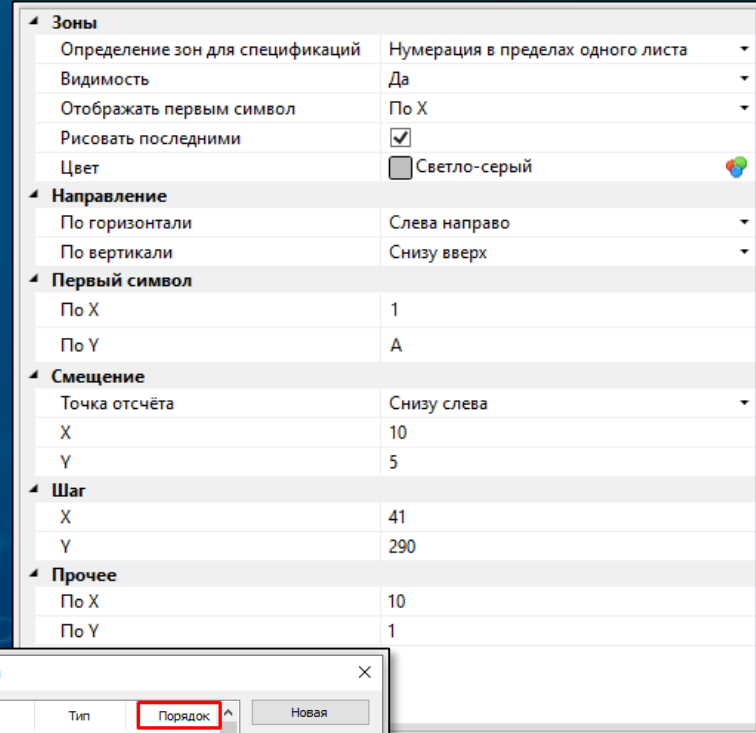 Зоны
Определение зон для спецификаций Нумерация в пределах одного листа
Видимость Да
Отображать первым символ По X
Рисовать последними
Цвет Светло-серый
Направление
По горизонтали Слева направо
По вертикали Снизу вверх
Первый символ
По X 1
По Y A
Смещение
Точка отсчёта Снизу слева
X 10
Y 5
Шаг
X 41
Y 290
Прочее
По X 10
По Y 1
Тип Порядок Новая